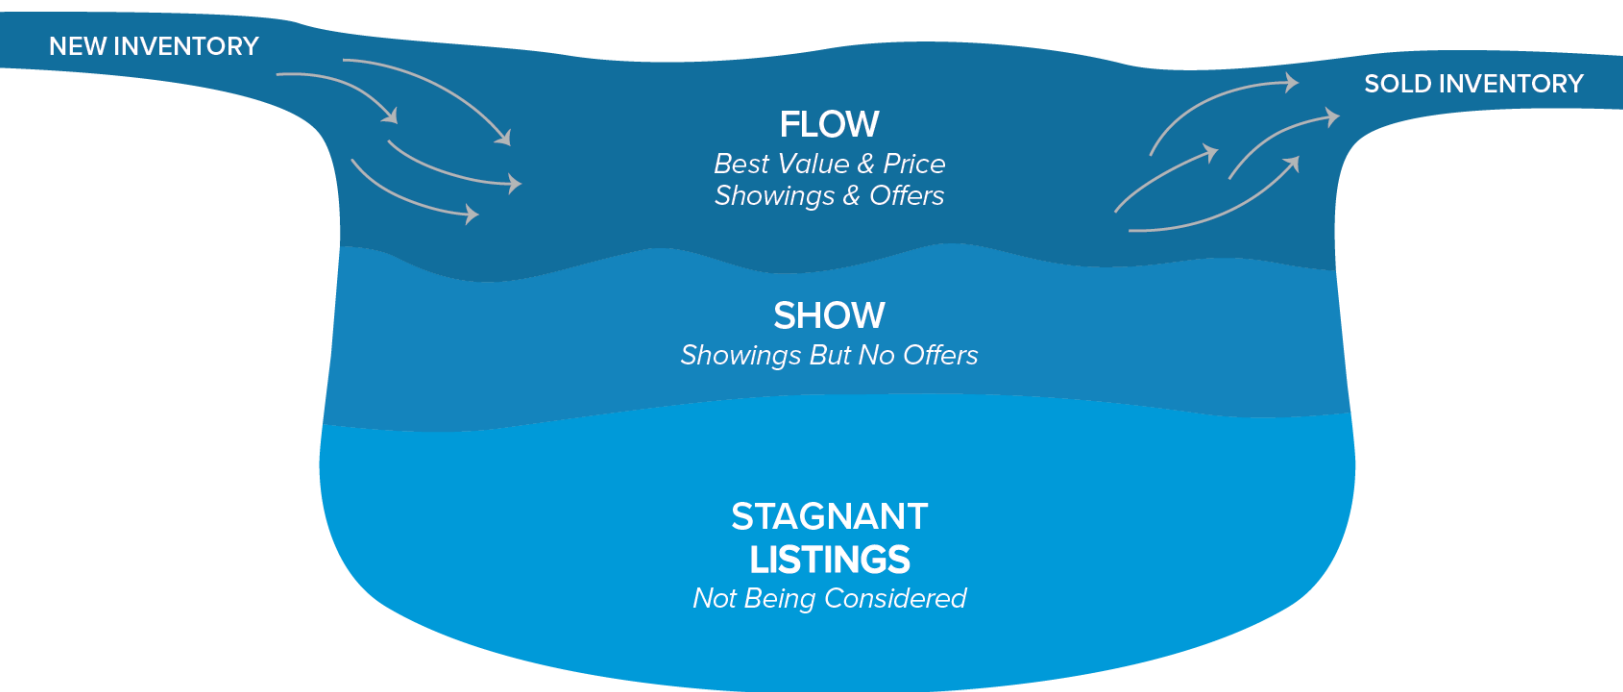 NEW INVENTORY
SOLD INVENTORY
FLOW
Best Value & Price
Showings & Offers
SHOW
Showings But No Offers
STAGNANT
LISTINGS
Not Being Considered